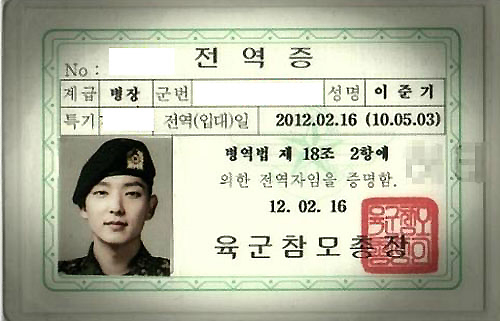 전역증
No :
계급 병장 군번 성명 이준기
특기 전역(입대)일 2012.02.16 (10.05.03)
병역법 제 18조 2항에
의한 전역자임을 증명함.
12. 02. 16
육군참모총장